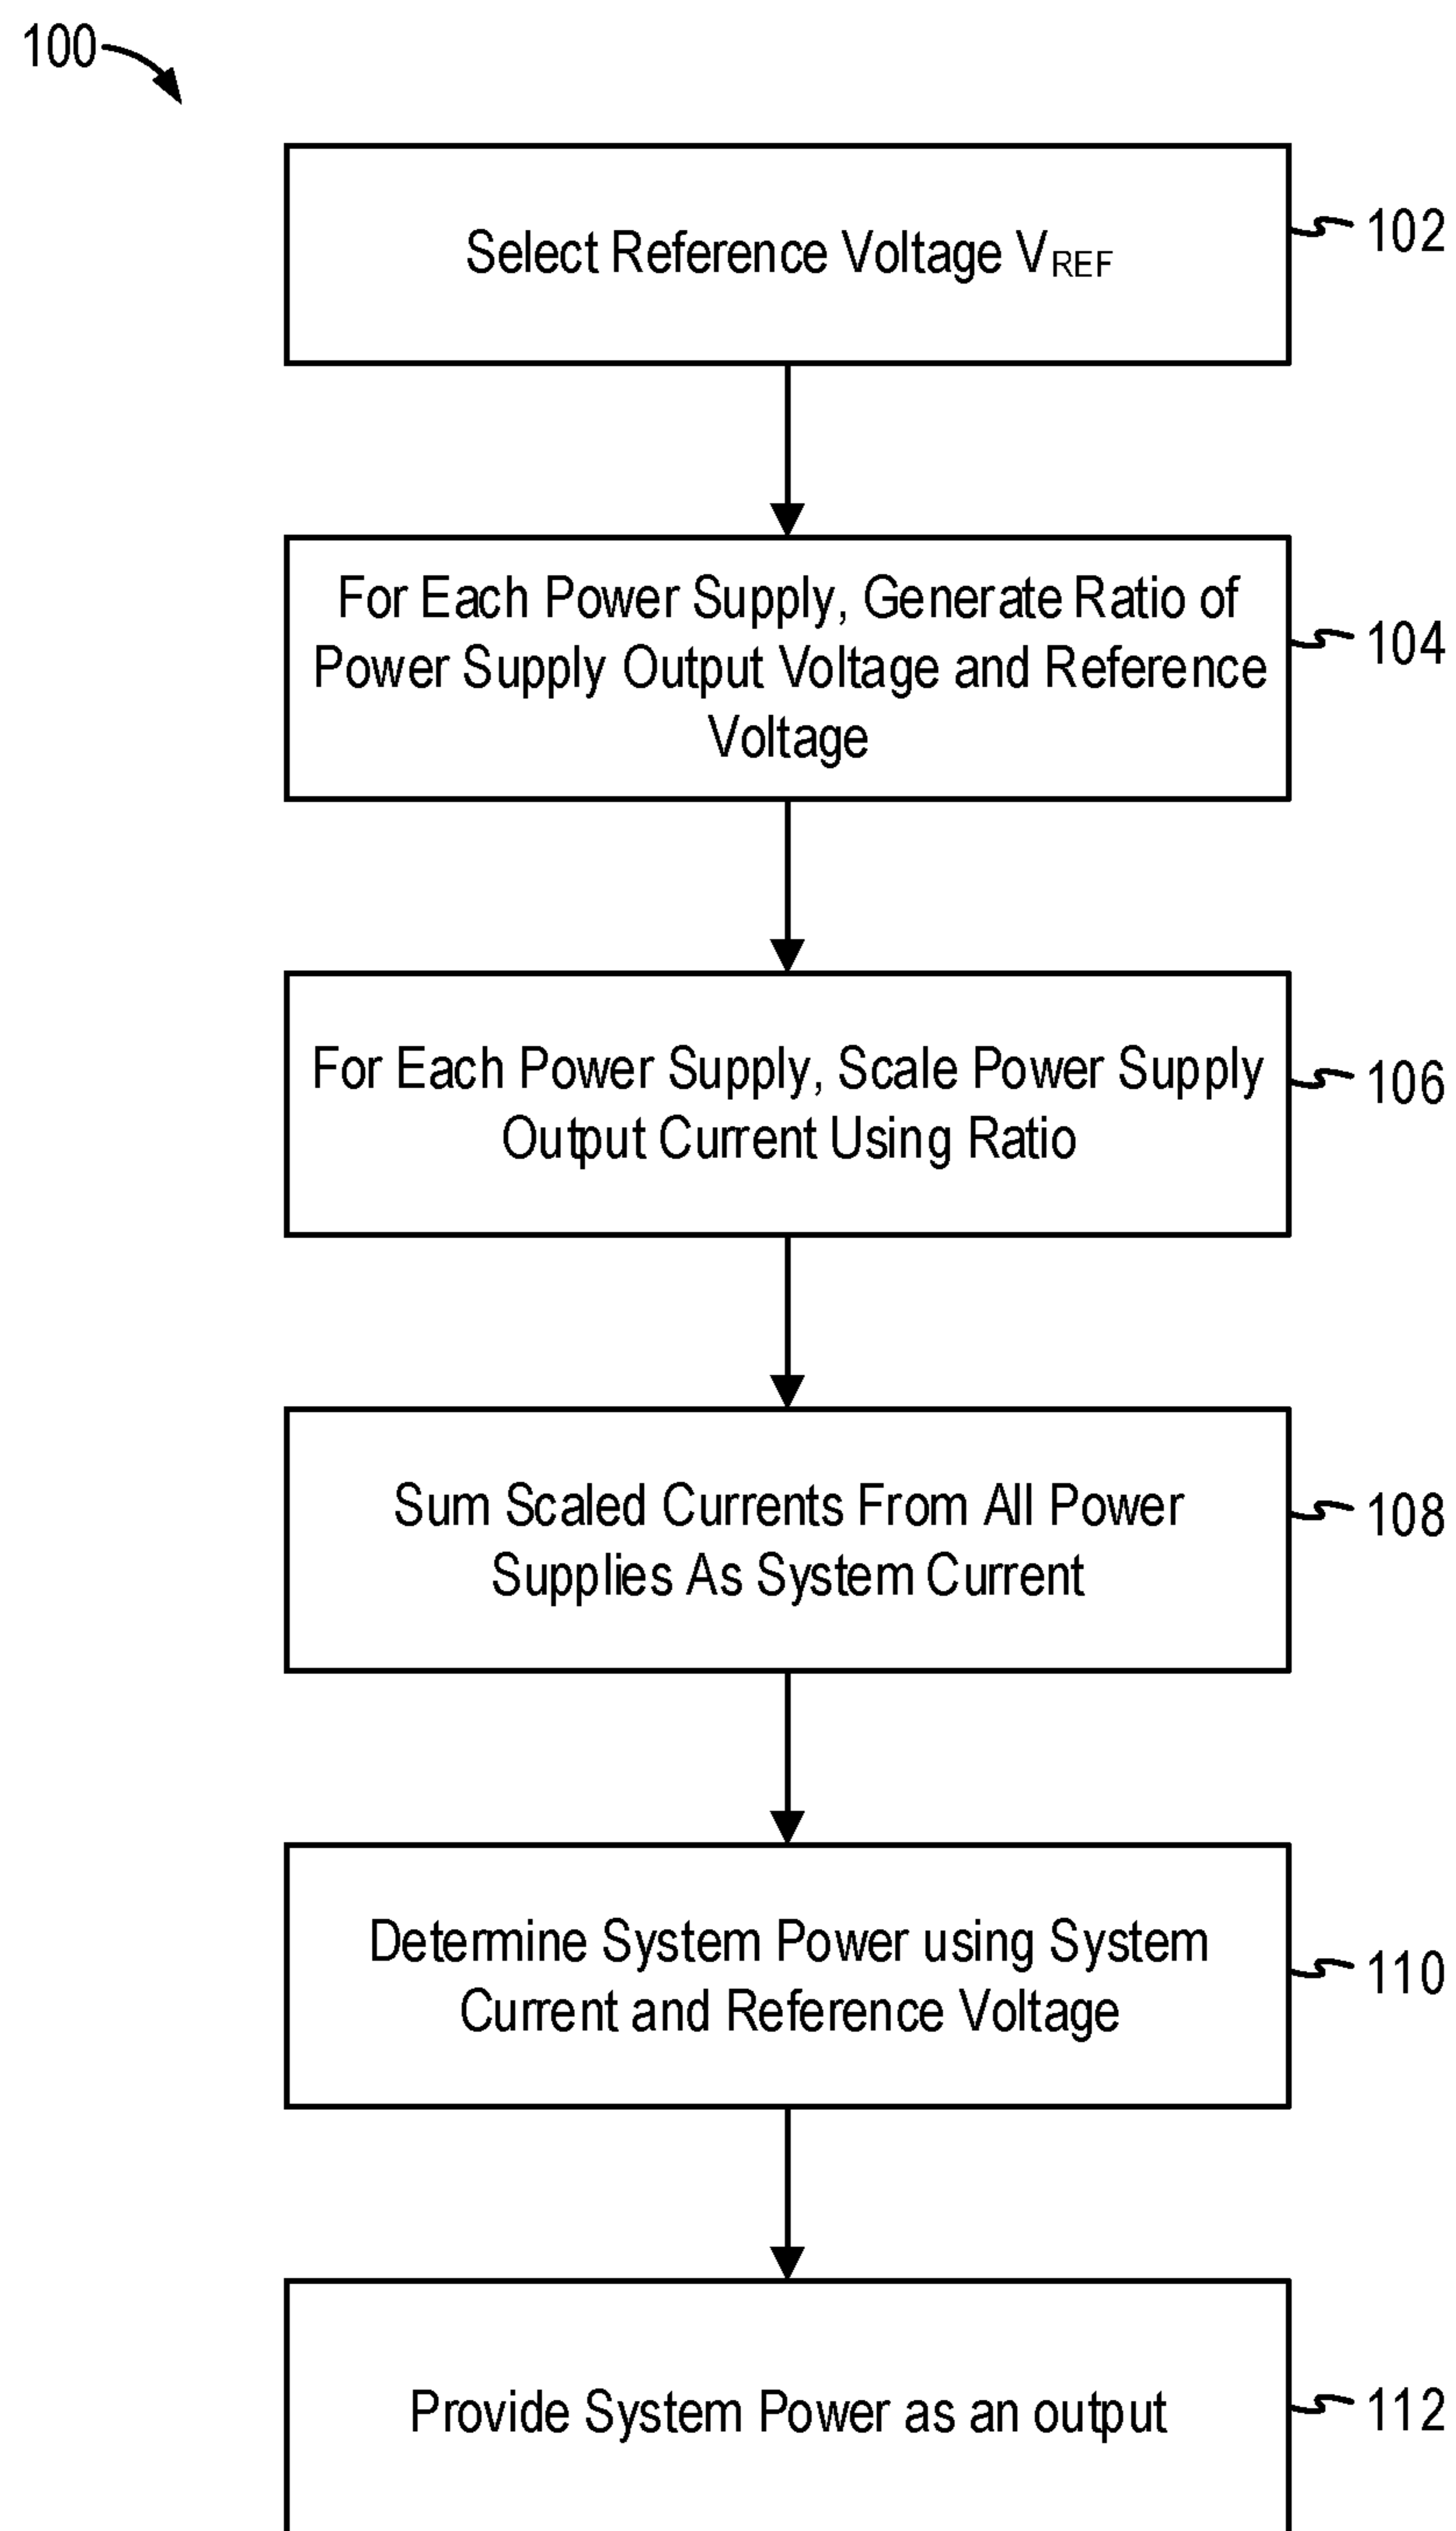 100
Select Reference Voltage VREF
102
For Each Power Supply, Generate Ratio of
Power Supply Output Voltage and Reference
Voltage
104
For Each Power Supply, Scale Power Supply
Output Current Using Ratio
106
Sum Scaled Currents From All Power
Supplies As System Current
108
Determine System Power using System
Current and Reference Voltage
110
Provide System Power as an output
112